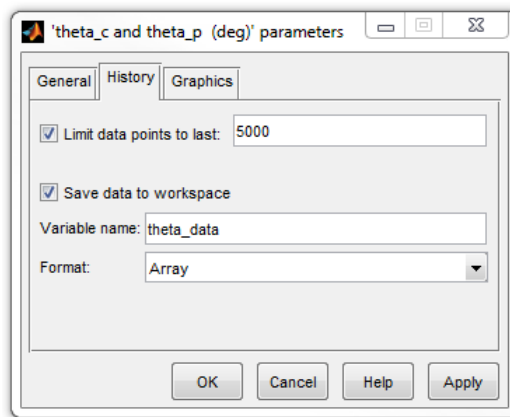 'theta_c and theta_p (deg)' parameters
General History Graphics
Limit data points to last: 5000
Save data to workspace
Variable name: theta_data
Format: Array
OK Cancel Help Apply